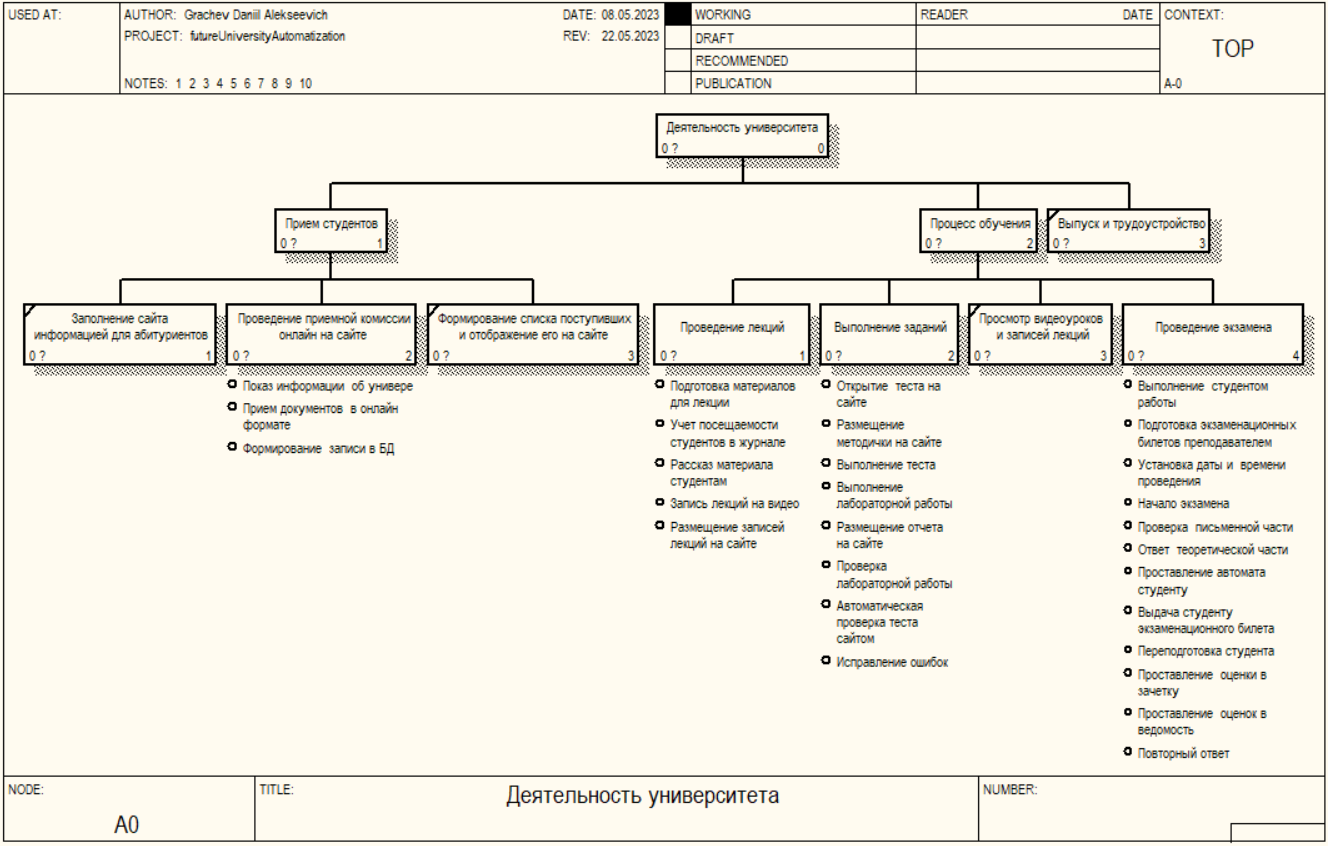 USED AT:
AUTHOR: Grachev Daniil Alekseevich
DATE: 08.05.2023
PROJECT: futureUniversityAutomatization
REV: 22.05.2023
NOTES: 1 2 3 4 5 6 7 8 9 10
WORKING
DRAFT
RECOMMENDED
PUBLICATION
READER
DATE
CONTEXT:
TOP
A-0
Деятельность университета
0 ? 0
Прием студентов
0 ? 1
Процесс обучения
0 ? 2
Выпуск и трудоустройство
0 ? 3
Заполнение сайта
информацией для абитуриентов
0 ? 1
Проведение приемной комиссии
онлайн на сайте
0 ? 2
Формирование списка поступивших
и отображение его на сайте
0 ? 3
Проведение лекций
0 ? 1
Выполнение заданий
0 ? 2
Просмотр видеоуроков
и записей лекций
0 ? 3
Проведение экзамена
0 ? 4
Показ информации об универе
Прием документов в онлайн
формате
Формирование записи в БД
Подготовка материалов
для лекции
Учет посещаемости
студентов в журнале
Рассказ материала
студентам
Запись лекций на видео
Размещение записей
лекций на сайте
Открытие теста на
сайте
Размещение
методички на сайте
Выполнение теста
Выполнение
лабораторной работы
Размещение отчета
на сайте
Проверка
лабораторной работы
Автоматическая
проверка теста
сайтом
Исправление ошибок
Выполнение студентом
работы
Подготовка экзаменационных
билетов преподавателем
Установка даты и времени
проведения
Начало экзамена
Проверка письменной части
Ответ теоретической части
Проставление автомата
студенту
Выдача студенту
экзаменационного билета
Переподготовка студента
Проставление оценки в
зачетку
Проставление оценок в
ведомость
Повторный ответ
NODE:
A0
TITLE:
Деятельность университета
NUMBER: